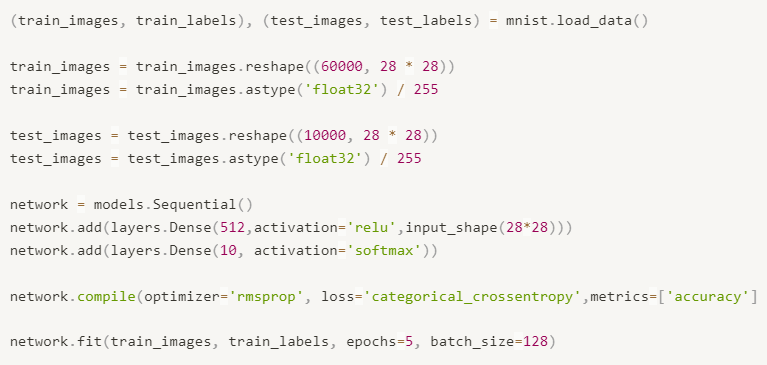 (train_images, train_labels), (test_images, test_labels) = mnist.load_data()
train_images = train_images.reshape((60000, 28 * 28))
train_images = train_images.astype('float32') / 255
test_images = test_images.reshape((10000, 28 * 28))
test_images = test_images.astype('float32') / 255
network = models.Sequential()
network.add(layers.Dense(512,activation='relu',input_shape(28*28)))
network.add(layers.Dense(10, activation='softmax'))
network.compile(optimizer='rmsprop', loss='categorical_crossentropy',metrics=['accuracy']
network.fit(train_images, train_labels, epochs=5, batch_size=128)